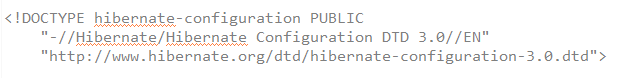 <!DOCTYPE hibernate-configuration PUBLIC
"-//Hibernate/Hibernate Configuration DTD 3.0//EN"
"http://www.hibernate.org/dtd/hibernate-configuration-3.0.dtd">